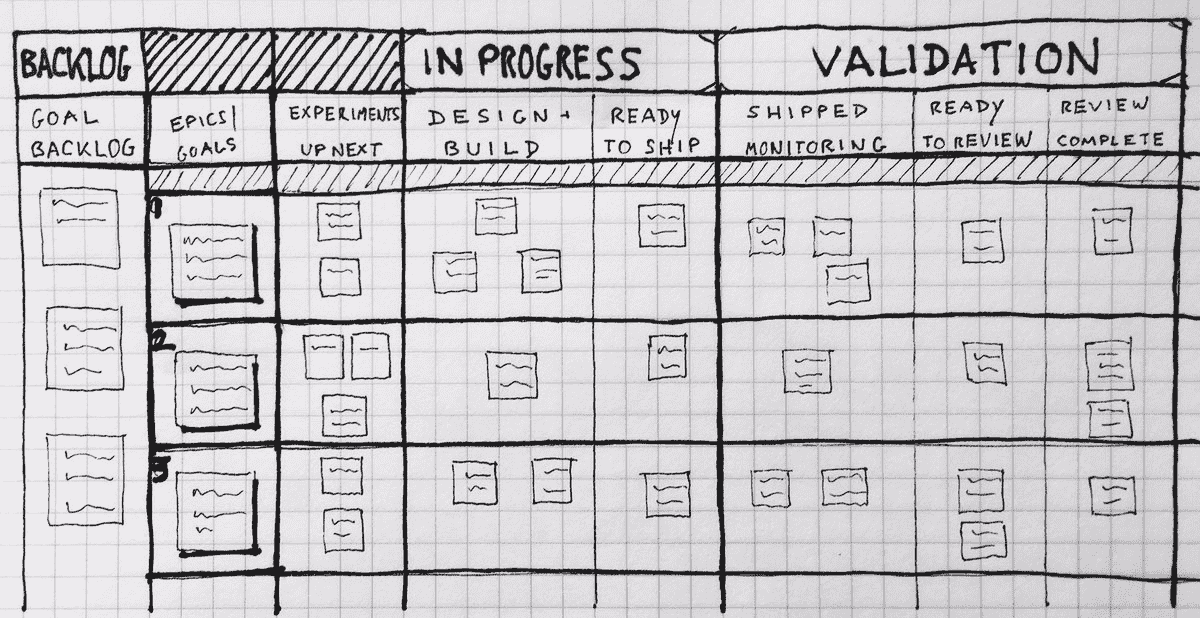 BACKLOG
IN PROGRESS
VALIDATION
GOAL
BACKLOG
EPICS/
GOALS
EXPERIMENTS
UP NEXT
DESIGN +
BUILD
READY
TO SHIP
SHIPPED
MONITORING
READY
TO REVIEW
REVIEW
COMPLETE
1
2
3